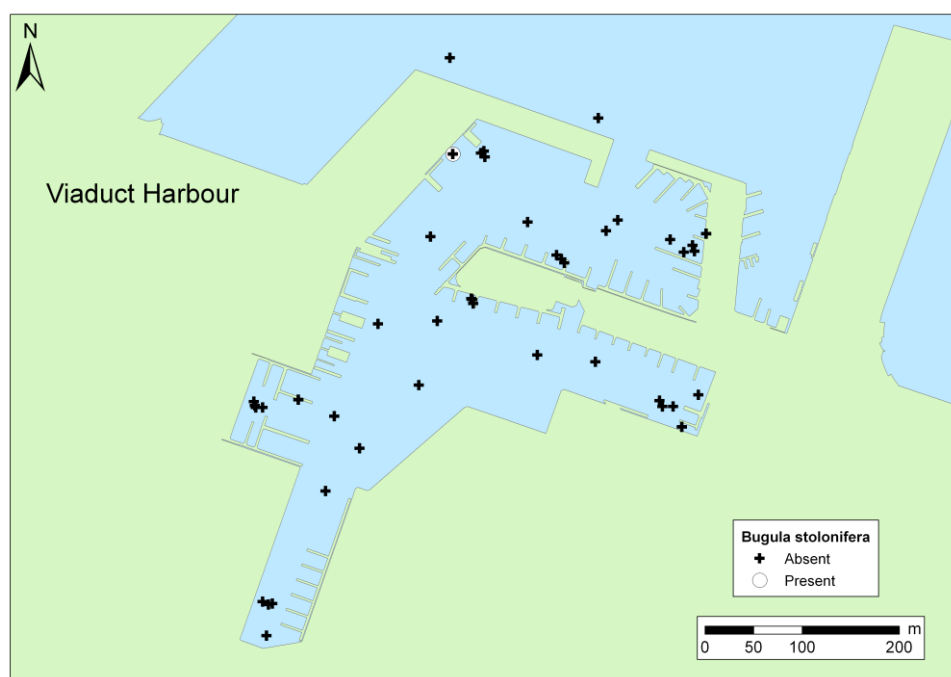 N
Viaduct Harbour
Bugula stolonifera
Absent
Present
m
0 50 100 200